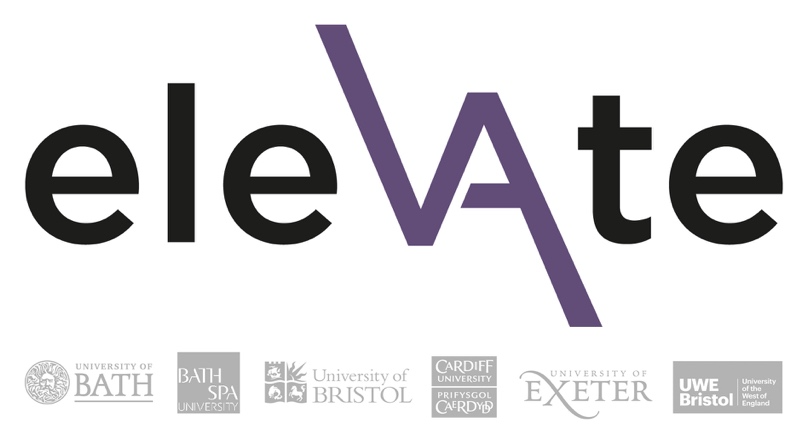 eleVAte
UNIVERSITY OF
BATH
BATH
SPA
UNIVERSITY
University of
BRISTOL
CARDIFF
UNIVERSITY
PRIFYSGOL
CAERDYDD
UNIVERSITY OF
EXETER
UWE
Bristol
University
of the
West of
England